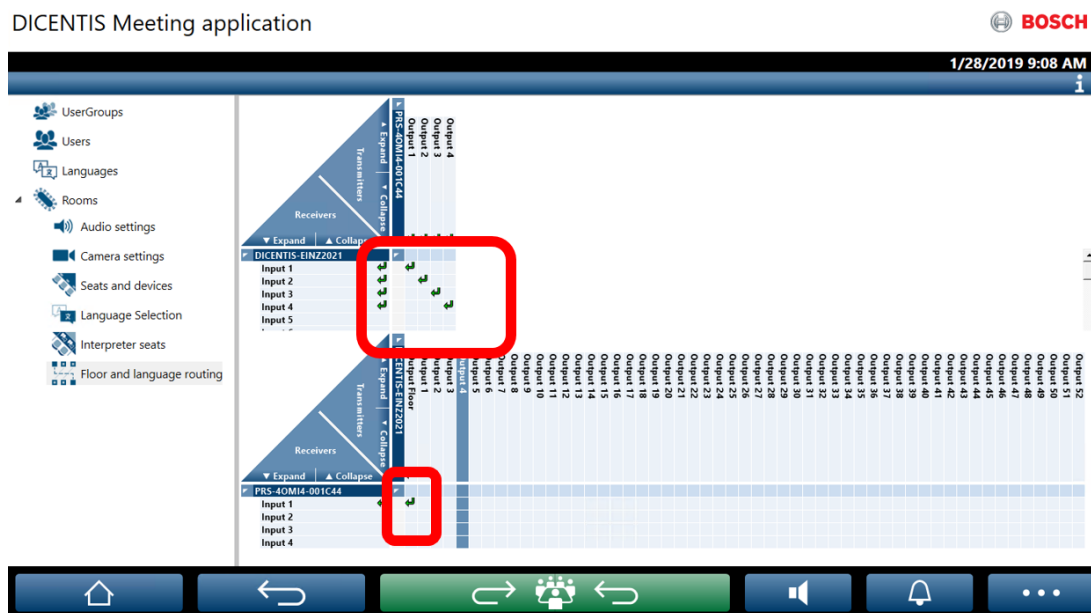 DICENTIS Meeting application
BOSCH
1/28/2019 9:08 AM
UserGroups
Users
Languages
Rooms
Audio settings
Camera settings
Seats and devices
Language Selection
Interpreter seats
Floor and language routing
PRS-4OMI4-001C44
Output 1
Output 2
Output 3
Output 4
Transmitters
▲ Expand
▼ Collapse
Receivers
▼ Expand
▲ Collapse
DICENTIS-EINZ2021
Input 1
Input 2
Input 3
Input 4
Input 5
Output Floor
Output 1
Output 2
Output 3
Output 4
Output 5
Output 6
Output 7
Output 8
Output 9
Output 10
Output 11
Output 12
Output 13
Output 14
Output 15
Output 16
Output 17
Output 18
Output 19
Output 20
Output 21
Output 22
Output 23
Output 24
Output 25
Output 26
Output 27
Output 28
Output 29
Output 30
Output 31
Output 32
Output 33
Output 34
Output 35
Output 36
Output 37
Output 38
Output 39
Output 40
Output 41
Output 42
Output 43
Output 44
Output 45
Output 46
Output 47
Output 48
Output 49
Output 50
Output 51
Output 52
Transmitters
▲ Expand
▼ Collapse
Receivers
▼ Expand
▲ Collapse
PRS-4OMI4-001C44
Input 1
Input 2
Input 3
Input 4